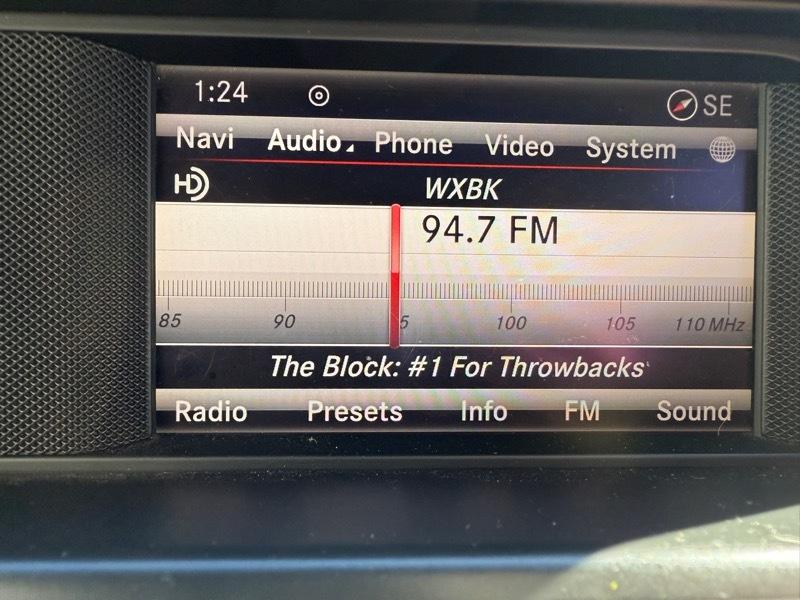 1:24 SE
Navi Audio Phone Video System
HD WXBK
94.7 FM
85 90 5 100 105 110 MHz
The Block: #1 For Throwbacks
Radio Presets Info FM Sound